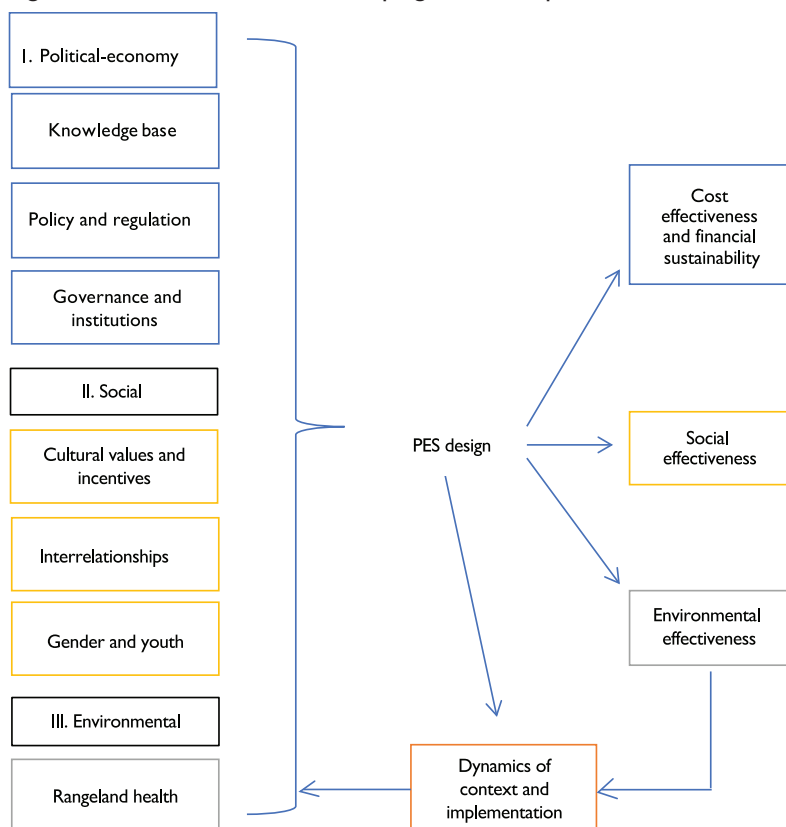 I. Political-economy
Knowledge base
Policy and regulation
Governance and
institutions
II. Social
Cultural values and
incentives
Interrelationships
Gender and youth
III. Environmental
Rangeland health
PES design
Cost
effectiveness
and financial
sustainability
Social
effectiveness
Environmental
effectiveness
Dynamics of
context and
implementation